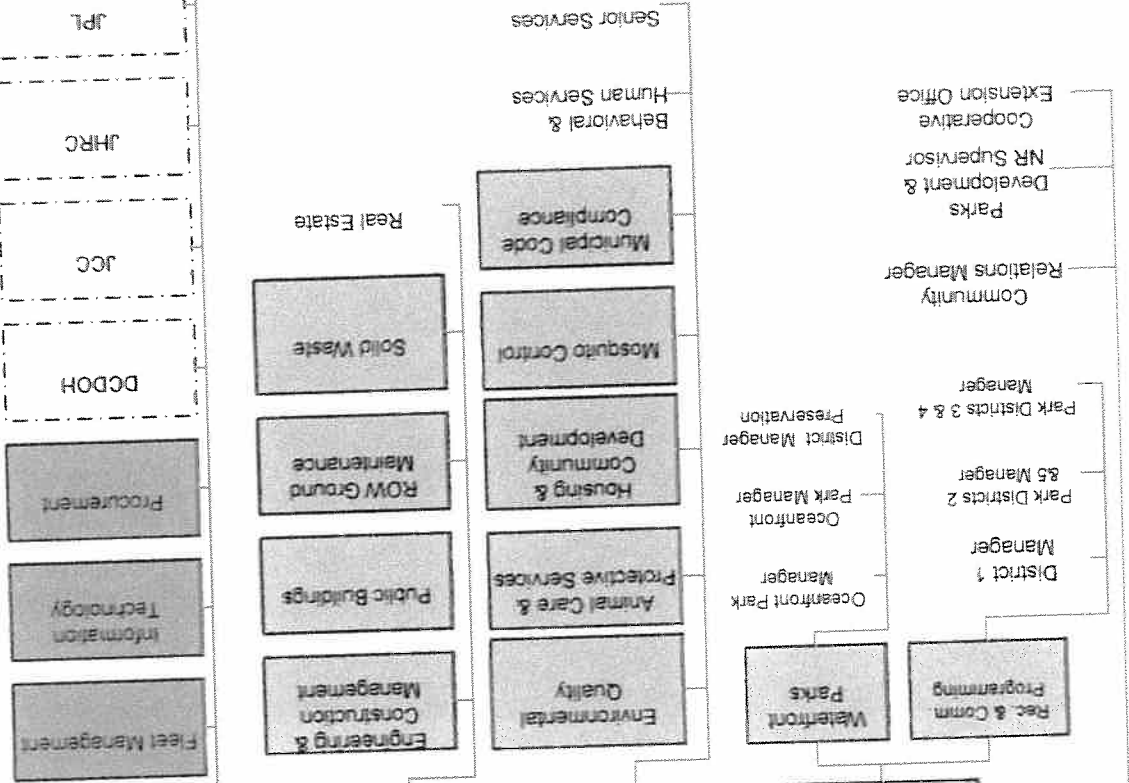 Rec. & Comm.
Programming
Waterfront
Parks
District 1
Manager
Park Districts 2
&5 Manager
Park Districts 3 & 4
Manager
Oceanfront Park
Manager
Oceanfront
Park Manager
District Manager
Preservation
Community
Relations Manager
Parks
Development &
NR Supervisor
Cooperative
Extension Office
Environmental
Quality
Animal Care &
Protective Services
Housing &
Community
Development
Mosquito Control
Municipal Code
Compliance
Behavioral &
Human Services
Senior Services
Engineering &
Construction
Management
Public Buildings
ROW Ground
Maintenance
Solid Waste
Real Estate
Fleet Management
Information
Technology
Procurement
DCDOH
JCC
JHRC
JPL